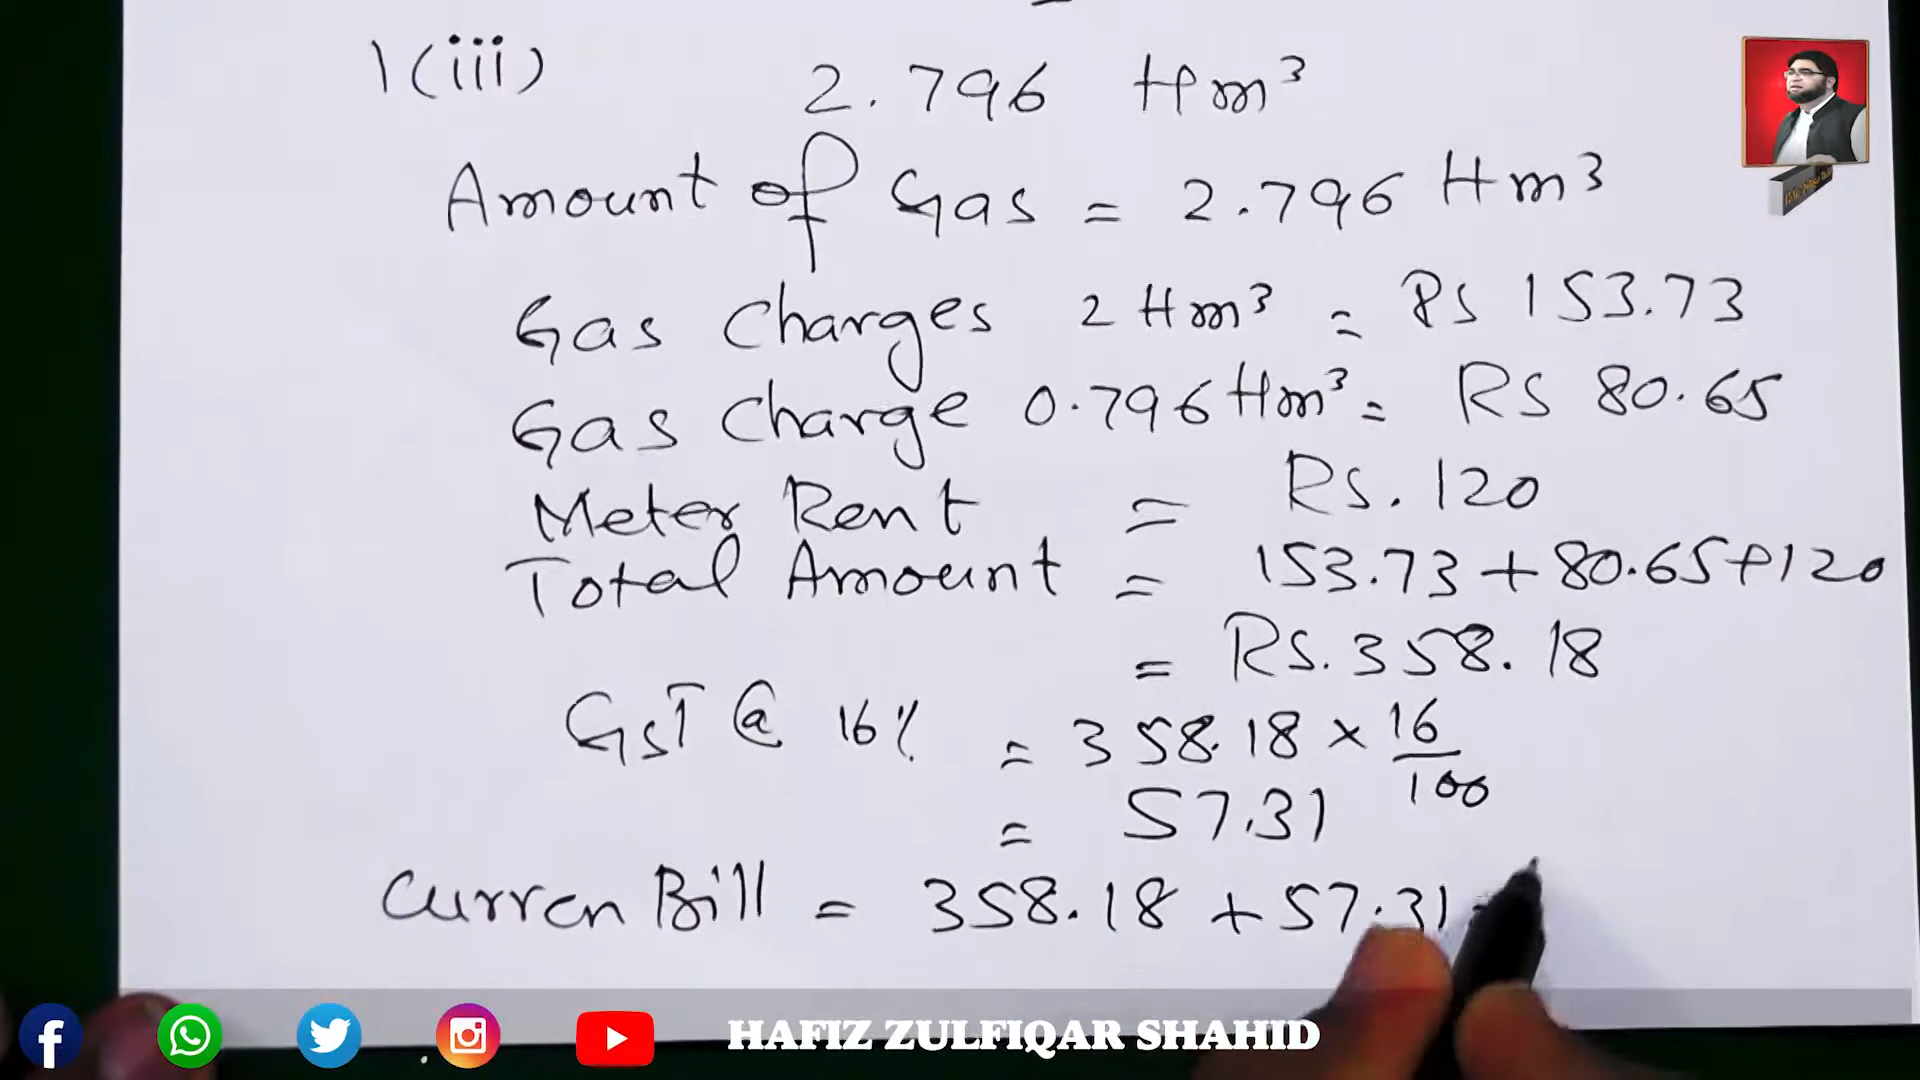 1(iii) 2.796 Hm³
Amount of Gas = 2.796 Hm³
Gas Charges 2 Hm³ = Rs 153.73
Gas Charge 0.796 Hm³ = Rs 80.65
Meter Rent = Rs. 120
Total Amount = 153.73 + 80.65 + 120
= Rs. 358.18
GST @ 16% = 358.18 × 16/100
= 57.31
Curren Bill = 358.18 + 57.31 =
HAFIZ ZULFIQAR SHAHID